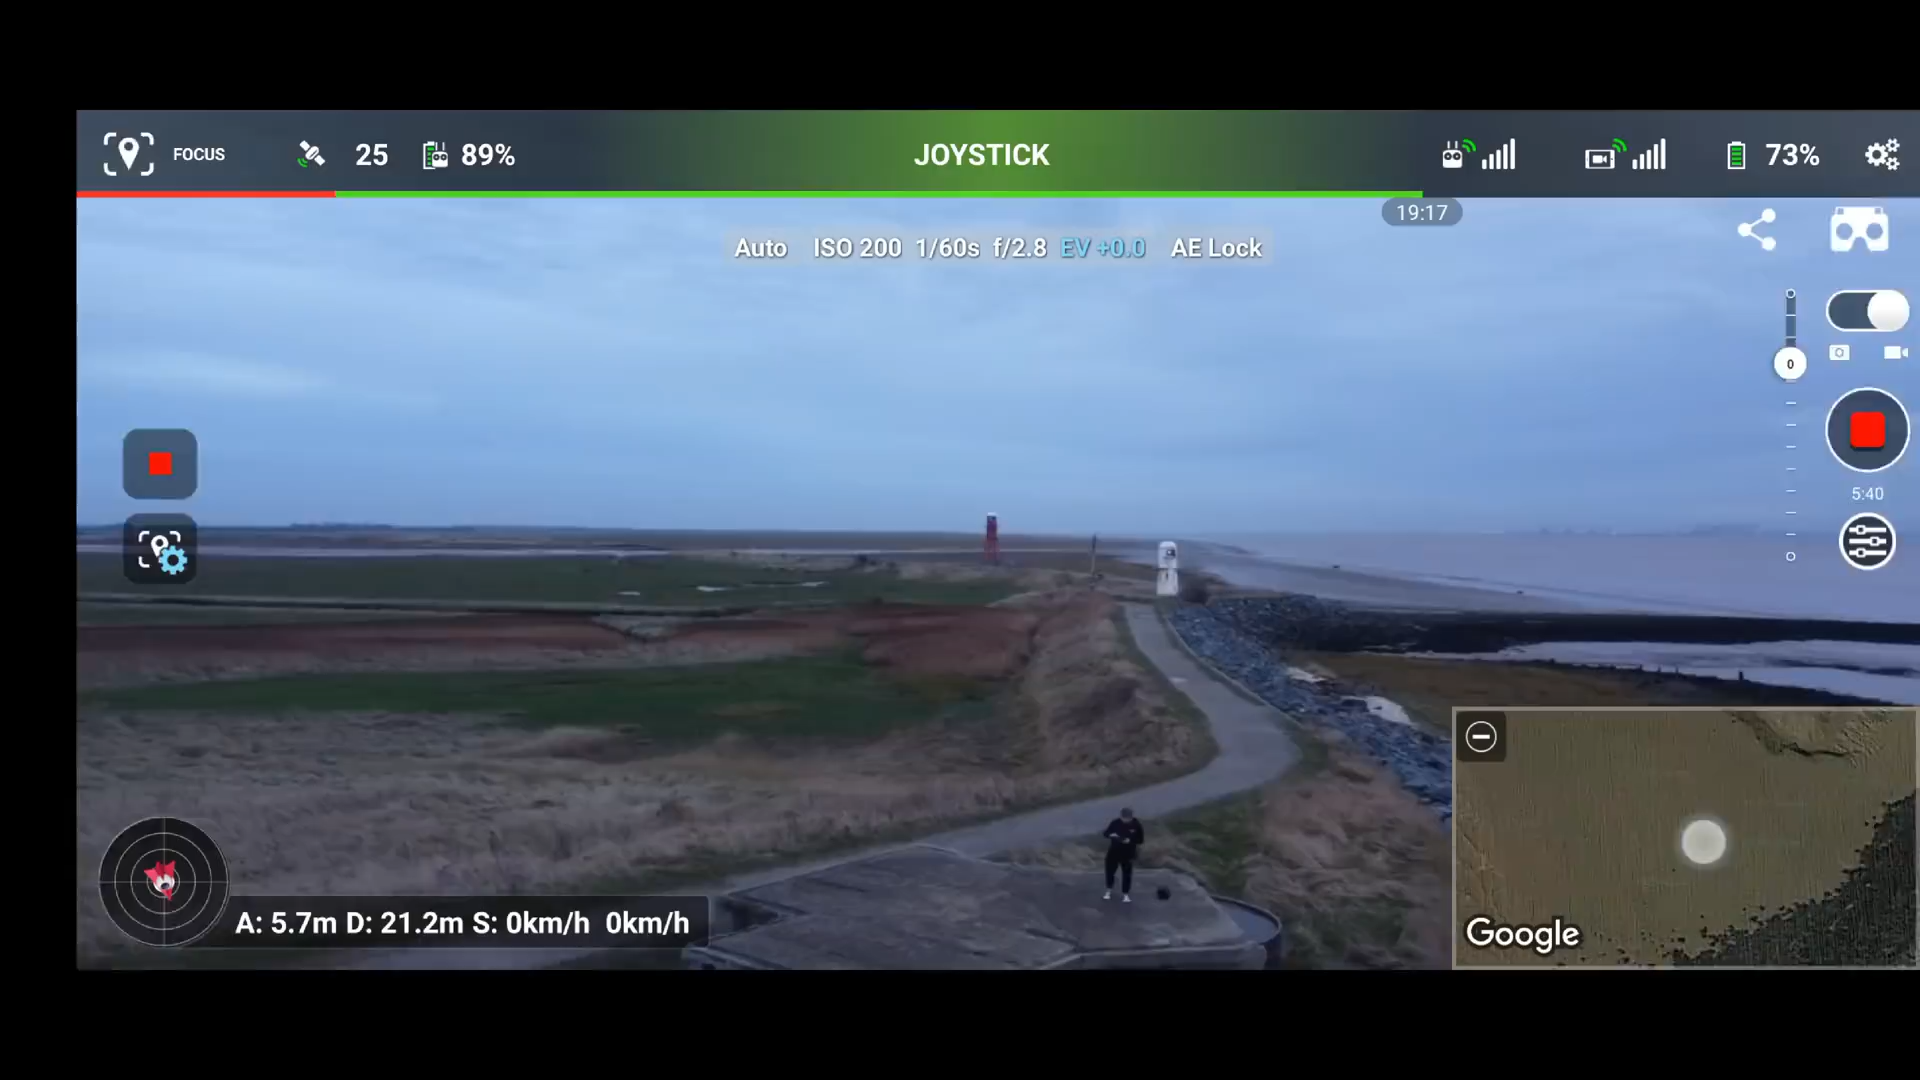 FOCUS 25 89% JOYSTICK 73%
19:17
Auto ISO 200 1/60s f/2.8 EV +0.0 AE Lock
0
5:40
A: 5.7m D: 21.2m S: 0km/h 0km/h
Google